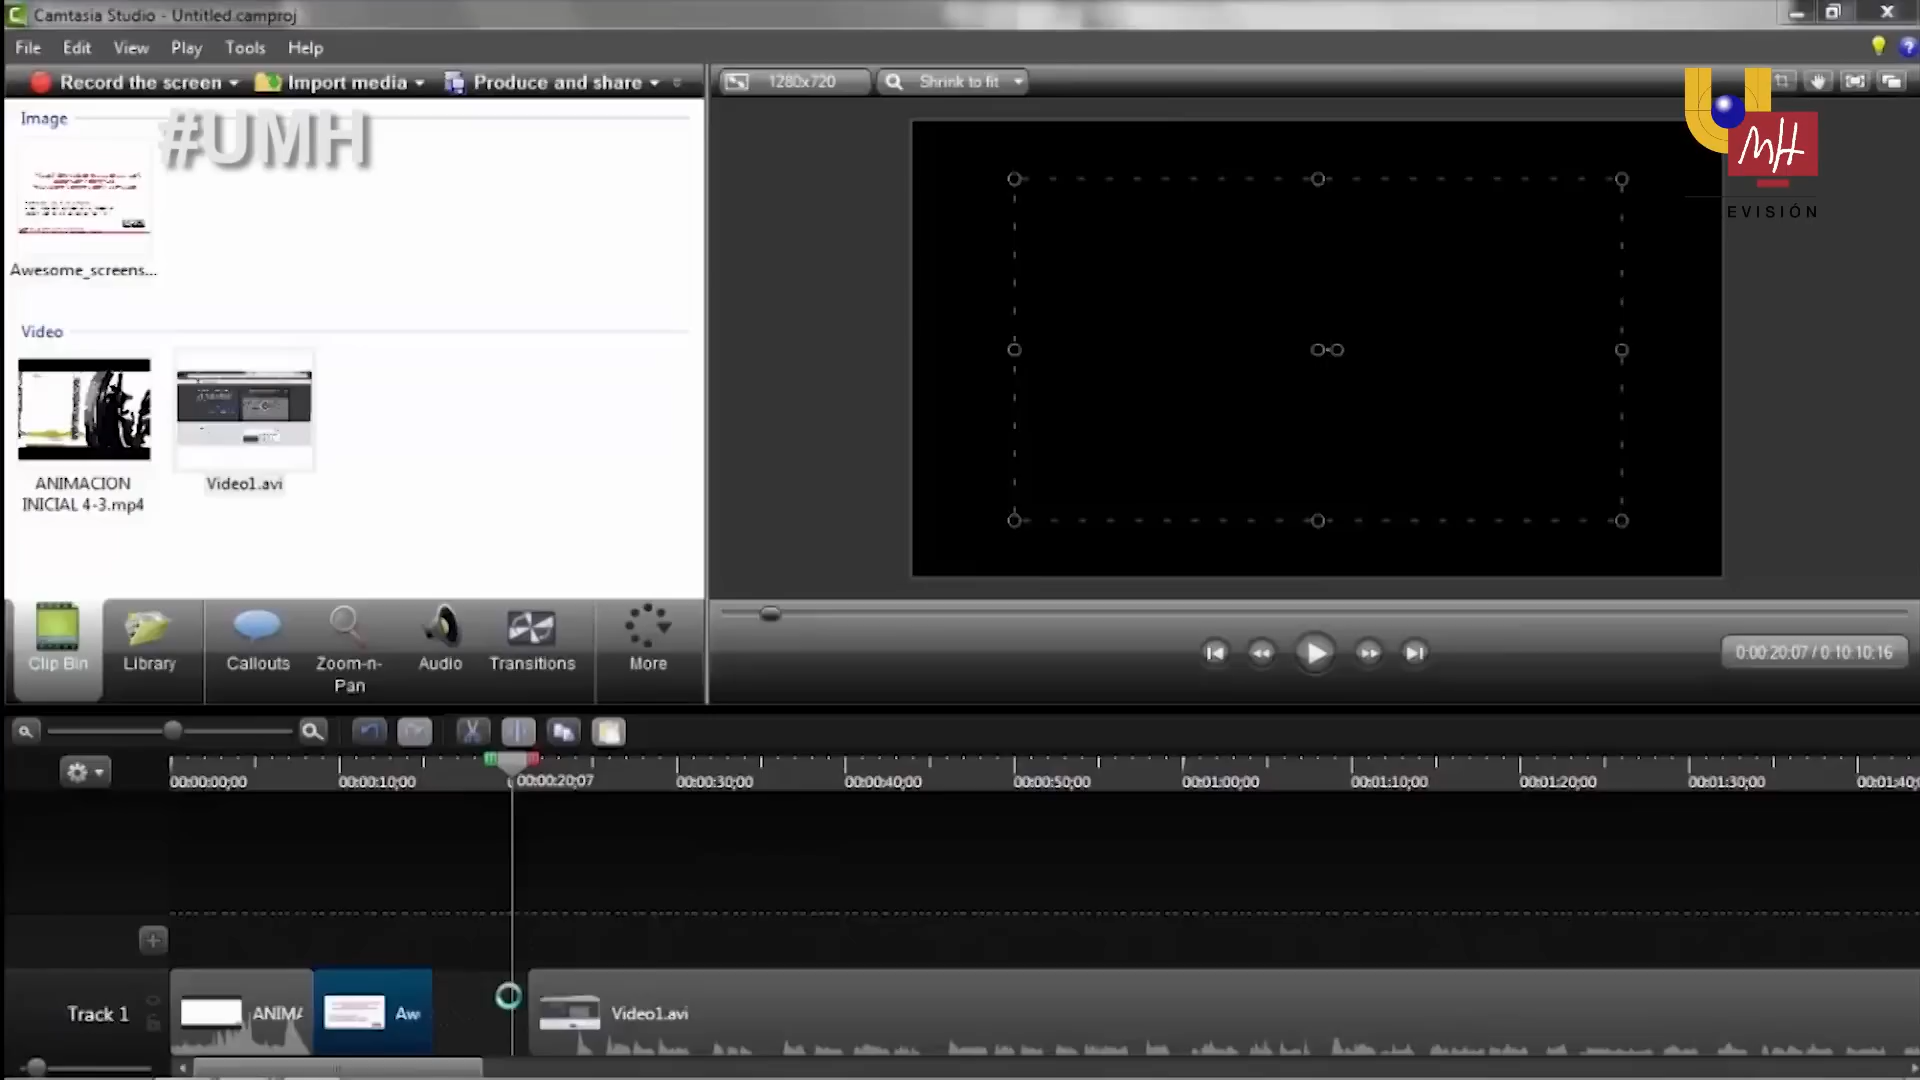 Camtasia Studio - Untitled.camproj
File Edit View Play Tools Help
Record the screen Import media Produce and share
1280x720 Shrink to fit
Image
#UMH
MH
EVISIÓN
Awesome_screens...
Video
ANIMACION INICIAL 4-3.mp4
Video1.avi
Clip Bin Library Callouts Zoom-n-Pan Audio Transitions More
0:00:20;07 / 0:10:10;16
00:00:00;00 00:00:10;00 00:00:20;07 00:00:30;00 00:00:40;00 00:00:50;00 00:01:00;00 00:01:10;00 00:01:20;00 00:01:30;00 00:01:40;
Track 1 ANIMA Aw Video1.avi